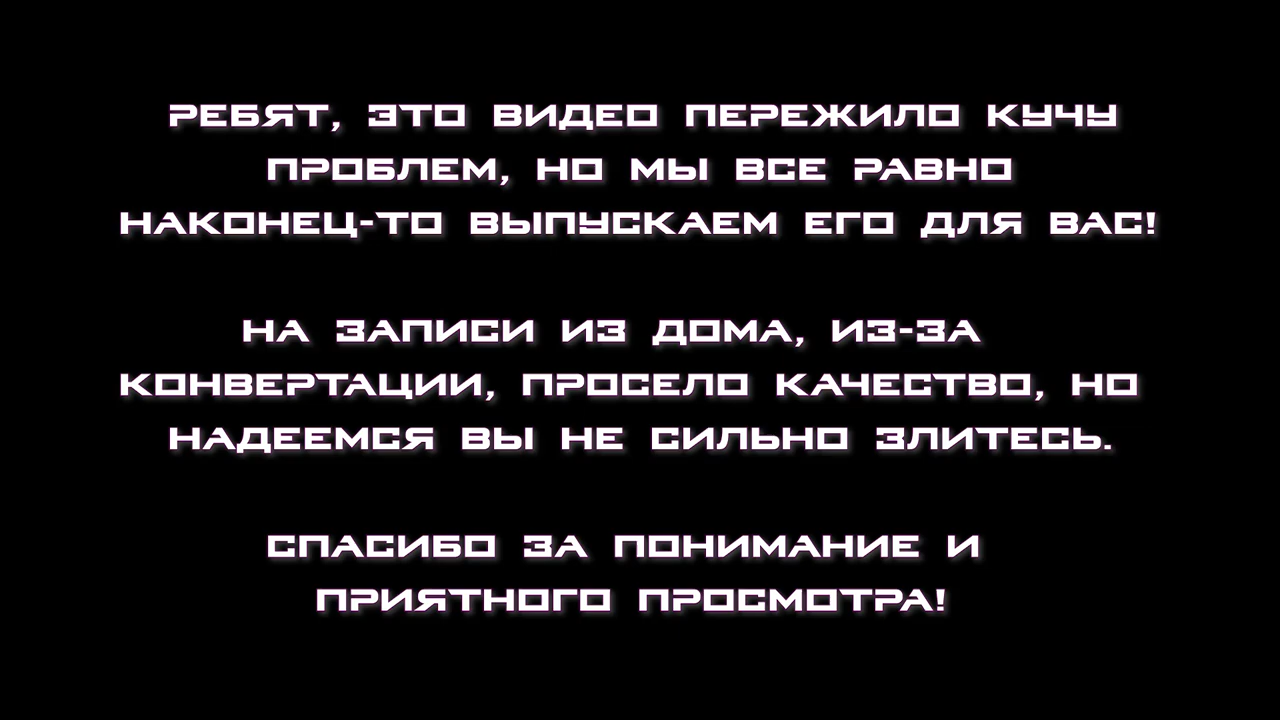 РЕБЯТ, ЭТО ВИДЕО ПЕРЕЖИЛО КУЧУ
ПРОБЛЕМ, НО МЫ ВСЕ РАВНО
НАКОНЕЦ-ТО ВЫПУСКАЕМ ЕГО ДЛЯ ВАС!
НА ЗАПИСИ ИЗ ДОМА, ИЗ-ЗА
КОНВЕРТАЦИИ, ПРОСЕЛО КАЧЕСТВО, НО
НАДЕЕМСЯ ВЫ НЕ СИЛЬНО ЗЛИТЕСЬ.
СПАСИБО ЗА ПОНИМАНИЕ И
ПРИЯТНОГО ПРОСМОТРА!